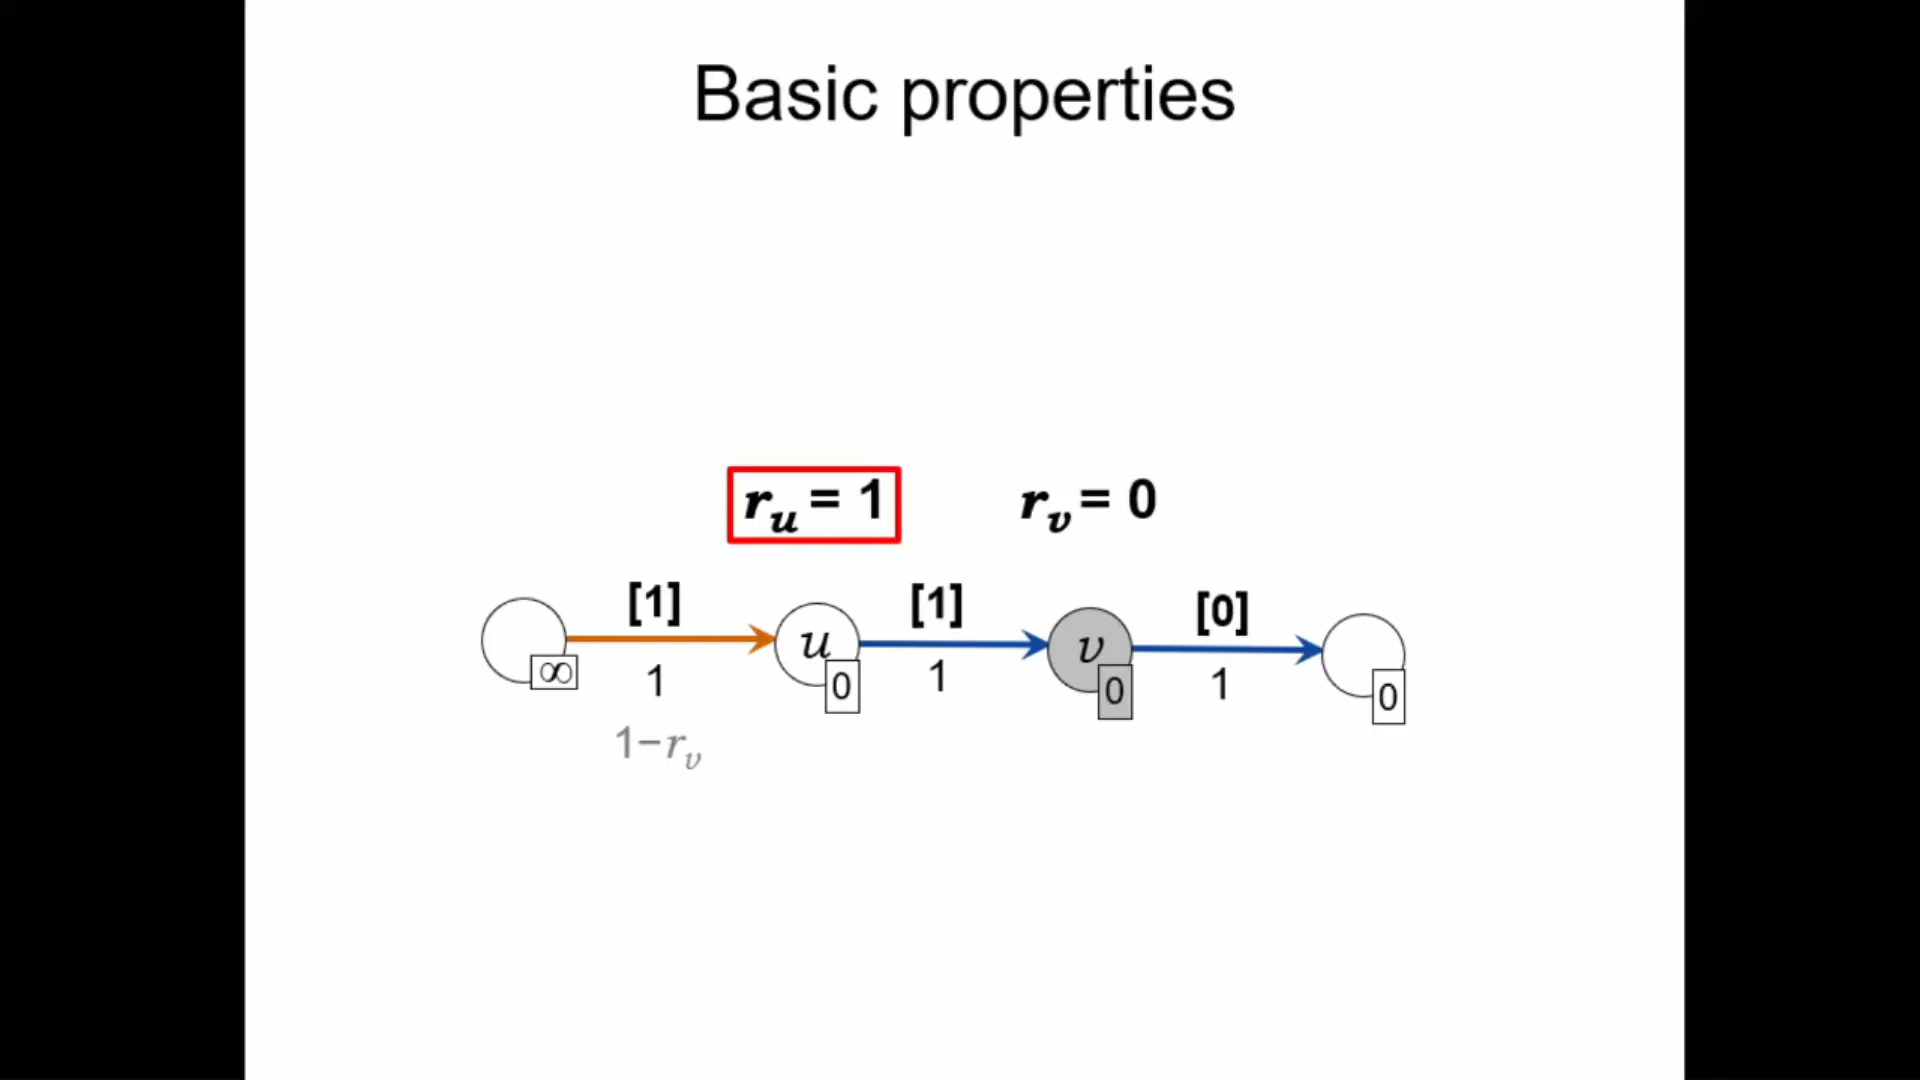 Basic properties
r_u = 1 r_v = 0
[1] [1] [0]
u v
∞ 0 0 0
1 1 1
1−r_v